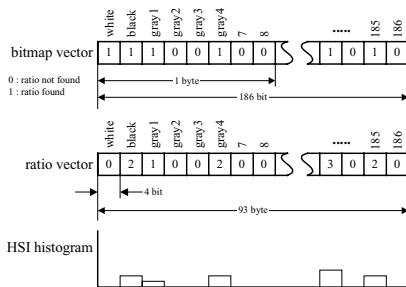 white black gray1 gray2 gray3 gray4 7 8 ..... 185 186
bitmap vector 1 1 1 0 0 1 0 0 1 0 1 0
0 : ratio not found
1 : ratio found
1 byte
186 bit
white black gray1 gray2 gray3 gray4 7 8 ..... 185 186
ratio vector 0 2 1 0 0 2 0 0 3 0 2 0
4 bit
93 byte
HSI histogram